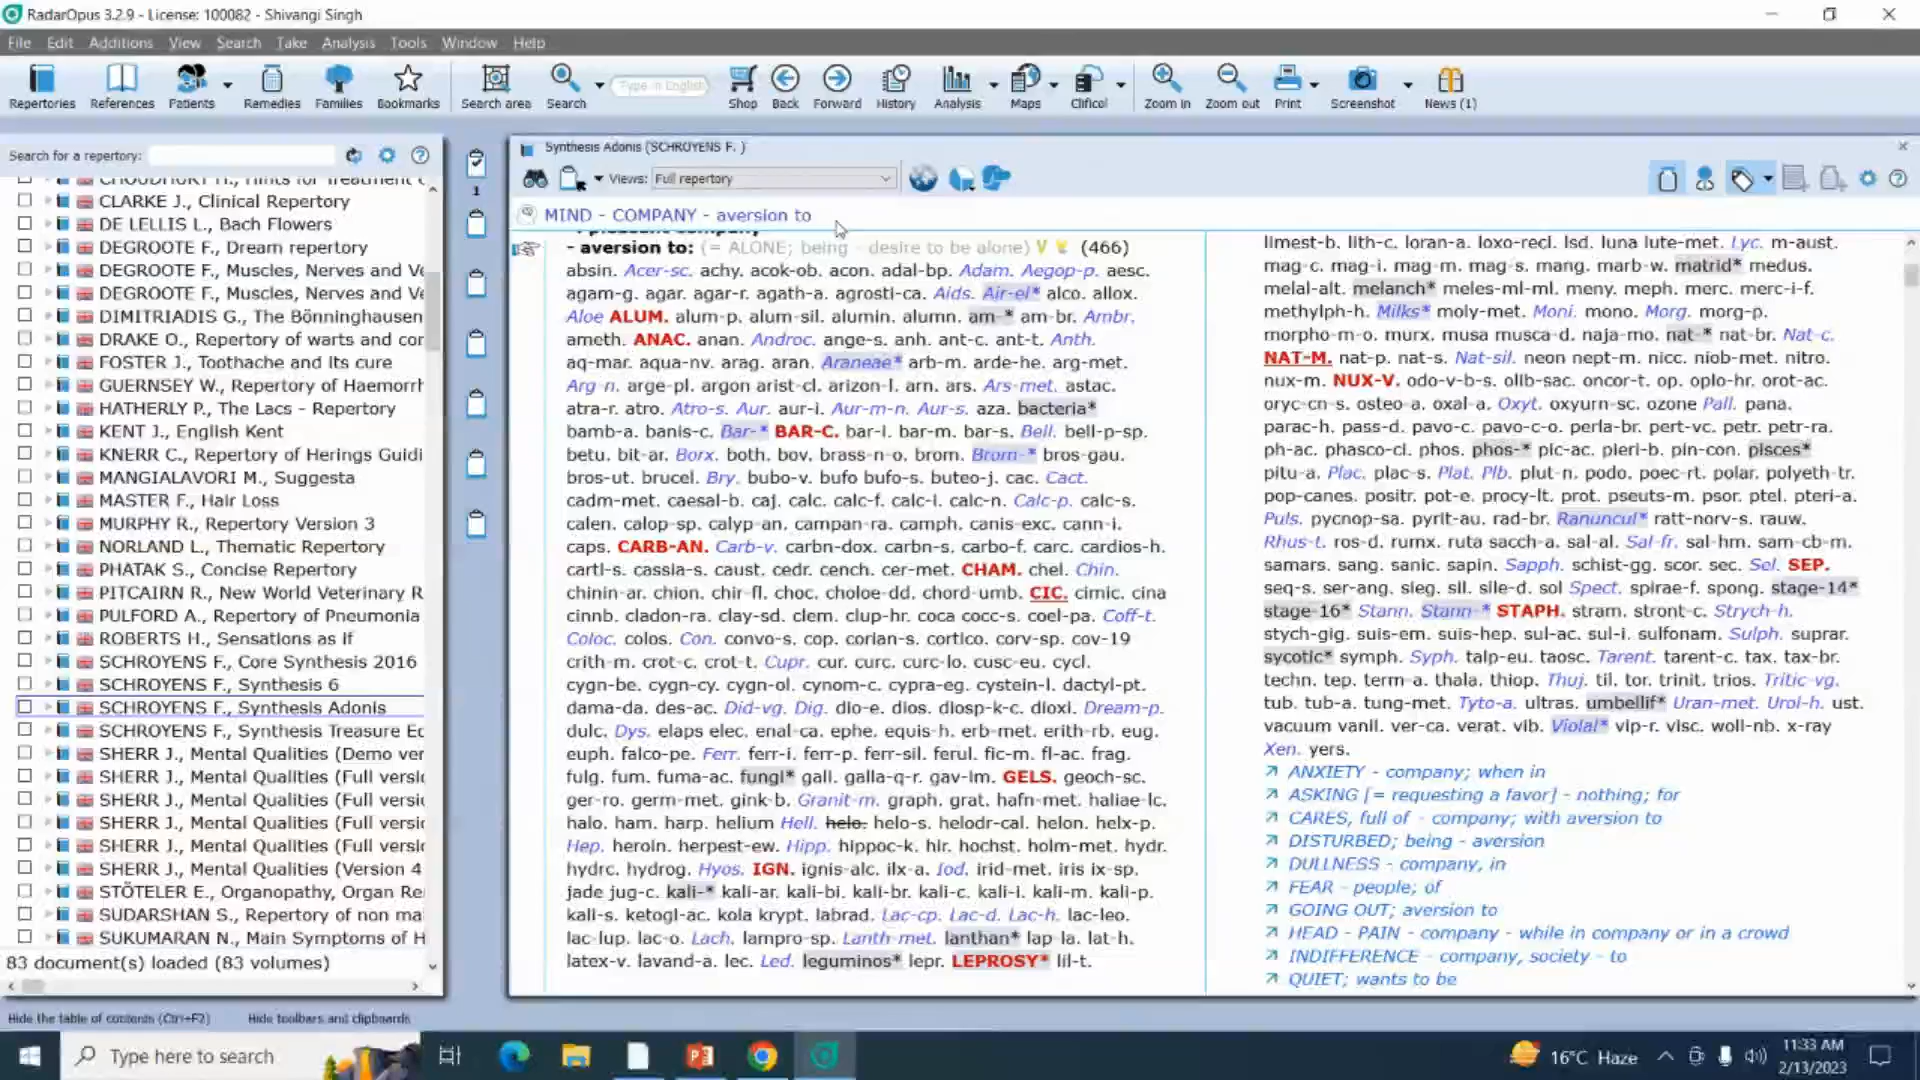 RadarOpus 3.2.9 - License: 100082 - Shivangi Singh
File Edit Additions View Search Take Analysis Tools Window Help
Repertories References Patients Remedies Families Bookmarks Search area Search Type in English Shop Back Forward History Analysis Maps Clificol Zoom in Zoom out Print Screenshot News (1)
Search for a repertory:
CLARKE J., Clinical Repertory
DE LELLIS L., Bach Flowers
DEGROOTE F., Dream repertory
DEGROOTE F., Muscles, Nerves and Ve
DEGROOTE F., Muscles, Nerves and Ve
DIMITRIADIS G., The Bönninghausen
DRAKE O., Repertory of warts and con
FOSTER J., Toothache and its cure
GUERNSEY W., Repertory of Haemorrh
HATHERLY P., The Lacs - Repertory
KENT J., English Kent
KNERR C., Repertory of Herings Guidi
MANGIALAVORI M., Suggesta
MASTER F., Hair Loss
MURPHY R., Repertory Version 3
NORLAND L., Thematic Repertory
PHATAK S., Concise Repertory
PITCAIRN R., New World Veterinary R
PULFORD A., Repertory of Pneumonia
ROBERTS H., Sensations as if
SCHROYENS F., Core Synthesis 2016
SCHROYENS F., Synthesis 6
SCHROYENS F., Synthesis Adonis
SCHROYENS F., Synthesis Treasure Ec
SHERR J., Mental Qualities (Demo ver
SHERR J., Mental Qualities (Full versic
SHERR J., Mental Qualities (Full versic
SHERR J., Mental Qualities (Full versic
SHERR J., Mental Qualities (Full versic
SHERR J., Mental Qualities (Version 4
STÖTELER E., Organopathy, Organ Re
SUDARSHAN S., Repertory of non ma
SUKUMARAN N., Main Symptoms of H
83 document(s) loaded (83 volumes)
1
Synthesis Adonis (SCHROYENS F. )
Views: Full repertory
MIND - COMPANY - aversion to
- aversion to: (= ALONE; being - desire to be alone) (466)
absin. Acer-sc. achy. acok-ob. acon. adal-bp. Adam. Aegop-p. aesc.
agam-g. agar. agar-r. agath-a. agrosti-ca. Aids. Air-el* alco. allox.
Aloe ALUM. alum-p. alum-sil. alumin. alumn. am-* am-br. Ambr.
ameth. ANAC. anan. Androc. ange-s. anh. ant-c. ant-t. Anth.
aq-mar. aqua-nv. arag. aran. Araneae* arb-m. arde-he. arg-met.
Arg-n. arge-pl. argon arist-cl. arizon-l. arn. ars. Ars-met. astac.
atra-r. atro. Atro-s. Aur. aur-i. Aur-m-n. Aur-s. aza. bacteria*
bamb-a. banis-c. Bar-* BAR-C. bar-i. bar-m. bar-s. Bell. bell-p-sp.
betu. bit-ar. Borx. both. bov. brass-n-o. brom. Brom-* bros-gau.
bros-ut. brucel. Bry. bubo-v. bufo bufo-s. buteo-j. cac. Cact.
cadm-met. caesal-b. caj. calc. calc-f. calc-i. calc-n. Calc-p. calc-s.
calen. calop-sp. calyp-an. campan-ra. camph. canis-exc. cann-i.
caps. CARB-AN. Carb-v. carbn-dox. carbn-s. carbo-f. carc. cardios-h.
cartl-s. cassia-s. caust. cedr. cench. cer-met. CHAM. chel. Chin.
chinin-ar. chion. chir-fl. choc. choloe-dd. chord-umb. CIC. cimic. cina
cinnb. cladon-ra. clay-sd. clem. clup-hr. coca cocc-s. coel-pa. Coff-t.
Coloc. colos. Con. convo-s. cop. corian-s. cortico. corv-sp. cov-19
crith-m. crot-c. crot-t. Cupr. cur. curc. curc-lo. cusc-eu. cycl.
cygn-be. cygn-cy. cygn-ol. cynom-c. cypra-eg. cystein-l. dactyl-pt.
dama-da. des-ac. Did-vg. Dig. dio-e. dios. diosp-k-c. dioxi. Dream-p.
dulc. Dys. elaps elec. enal-ca. ephe. equis-h. erb-met. erith-rb. eug.
euph. falco-pe. Ferr. ferr-i. ferr-p. ferr-sil. ferul. fic-m. fl-ac. frag.
fulg. fum. fuma-ac. fungi* gall. galla-q-r. gav-im. GELS. geoch-sc.
ger-ro. germ-met. gink-b. Granit-m. graph. grat. hafn-met. haliae-lc.
halo. ham. harp. helium Hell. helo. helo-s. helodr-cal. helon. helx-p.
Hep. heroin. herpest-ew. Hipp. hippoc-k. hir. hochst. holm-met. hydr.
hydrc. hydrog. Hyos. IGN. ignis-alc. ilx-a. Iod. irid-met. iris ix-sp.
jade jug-c. kali-* kali-ar. kali-bi. kali-br. kali-c. kali-i. kali-m. kali-p.
kali-s. ketogl-ac. kola krypt. labrad. Lac-cp. Lac-d. Lac-h. lac-leo.
lac-lup. lac-o. Lach. lampro-sp. Lanth-met. lanthan* lap-la. lat-h.
latex-v. lavand-a. lec. Led. leguminos* lepr. LEPROSY* lil-t.
limest-b. lith-c. loran-a. loxo-recl. lsd. luna lute-met. Lyc. m-aust.
mag-c. mag-i. mag-m. mag-s. mang. marb-w. matrid* medus.
melal-alt. melanch* meles-ml-ml. meny. meph. merc. merc-i-f.
methylph-h. Milks* moly-met. Moni. mono. Morg. morg-p.
morpho-m-o. murx. musa musca-d. naja-mo. nat-* nat-br. Nat-c.
NAT-M. nat-p. nat-s. Nat-sil. neon nept-m. nicc. niob-met. nitro.
nux-m. NUX-V. odo-v-b-s. olib-sac. oncor-t. op. oplo-hr. orot-ac.
oryc-cn-s. osteo-a. oxal-a. Oxyt. oxyurn-sc. ozone Pall. pana.
parac-h. pass-d. pavo-c. pavo-c-o. perla-br. pert-vc. petr. petr-ra.
ph-ac. phasco-ci. phos. phos-* pic-ac. pleri-b. pin-con. pisces*
pitu-a. Plac. plac-s. Plat. Plb. plut-n. podo. poec-rt. polar. polyeth-tr.
pop-canes. positr. pot-e. procy-lt. prot. pseuts-m. psor. ptel. pteri-a.
Puls. pycnop-sa. pyrit-au. rad-br. Ranuncul* ratt-norv-s. rauw.
Rhus-t. ros-d. rumx. ruta sacch-a. sal-al. Sal-fr. sal-hm. sam-cb-m.
samars. sang. sanic. sapin. Sapph. schist-gg. scor. sec. Sel. SEP.
seq-s. ser-ang. sieg. sil. sile-d. sol Spect. spirae-f. spong. stage-14*
stage-16* Stann. Stann-* STAPH. stram. stront-c. Strych-h.
stych-gig. suis-em. suis-hep. sul-ac. sul-i. sulfonam. Sulph. suprar.
sycotic* symph. Syph. talp-eu. taosc. Tarent. tarent-c. tax. tax-br.
techn. tep. term-a. thala. thiop. Thuj. til. tor. trinit. trios. Tritic-vg.
tub. tub-a. tung-met. Tyto-a. ultras. umbellif* Uran-met. Urol-h. ust.
vacuum vanil. ver-ca. verat. vib. Violal* vip-r. visc. woll-nb. x-ray
Xen. yers.
ANXIETY - company; when in
ASKING [= requesting a favor] - nothing; for
CARES, full of - company; with aversion to
DISTURBED; being - aversion
DULLNESS - company, in
FEAR - people; of
GOING OUT; aversion to
HEAD - PAIN - company - while in company or in a crowd
INDIFFERENCE - company, society - to
QUIET; wants to be
Hide the table of contents (Ctrl+F2) Hide toolbars and clipboards
Type here to search
16°C Haze
11:33 AM
2/13/2023